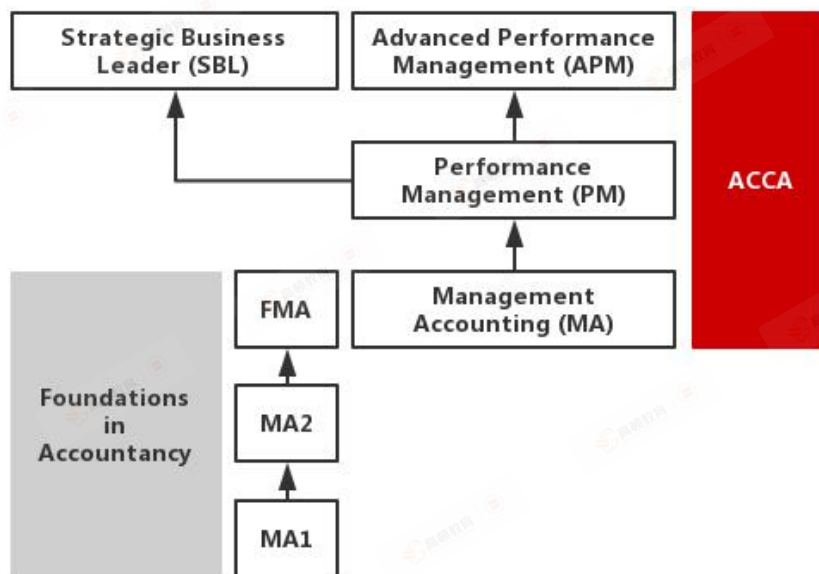 Strategic Business
Leader (SBL)
Advanced Performance
Management (APM)
Performance
Management (PM)
ACCA
FMA
Management
Accounting (MA)
Foundations
in
Accountancy
MA2
MA1